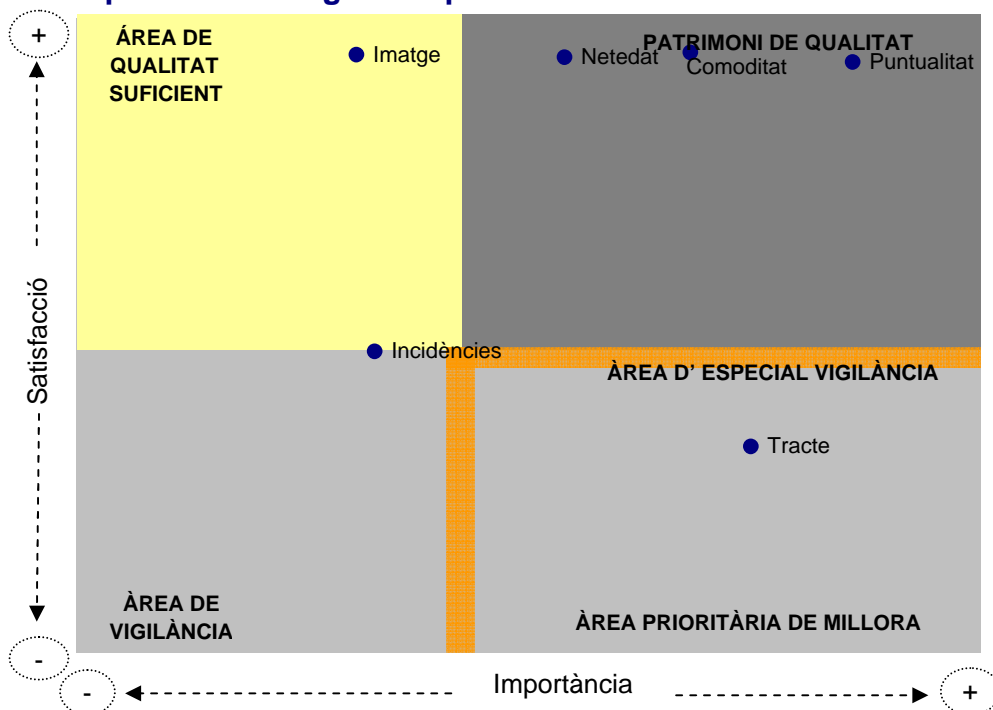 +
ÁREA DE
QUALITAT
SUFICIENT
Imatge
PATRIMONI DE QUALITAT
Netedat
Comoditat
Puntualitat
Satisfacció
Incidències
ÀREA D’ ESPECIAL VIGILÀNCIA
Tracte
ÀREA DE
VIGILÀNCIA
ÀREA PRIORITÀRIA DE MILLORA
-
-
Importància
+